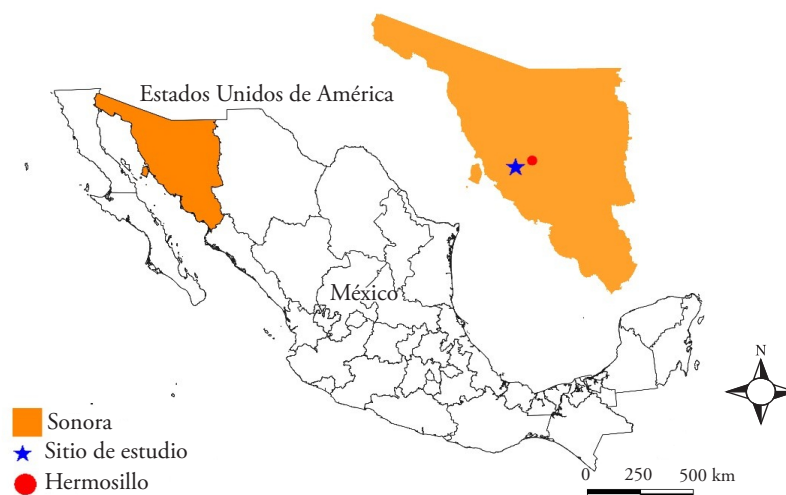 Estados Unidos de América
México
N
Sonora
Sitio de estudio
Hermosillo
0 250 500 km